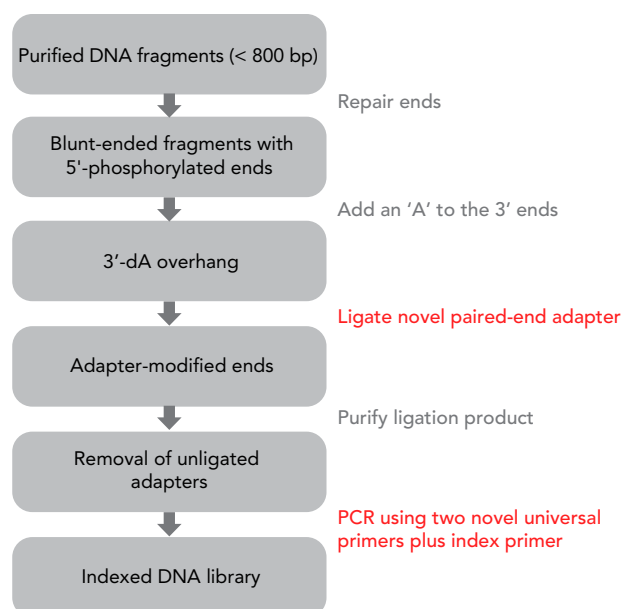 Purified DNA fragments (< 800 bp)
Repair ends
Blunt-ended fragments with
5'-phosphorylated ends
Add an ‘A’ to the 3’ ends
3’-dA overhang
Ligate novel paired-end adapter
Adapter-modified ends
Purify ligation product
Removal of unligated
adapters
PCR using two novel universal
primers plus index primer
Indexed DNA library